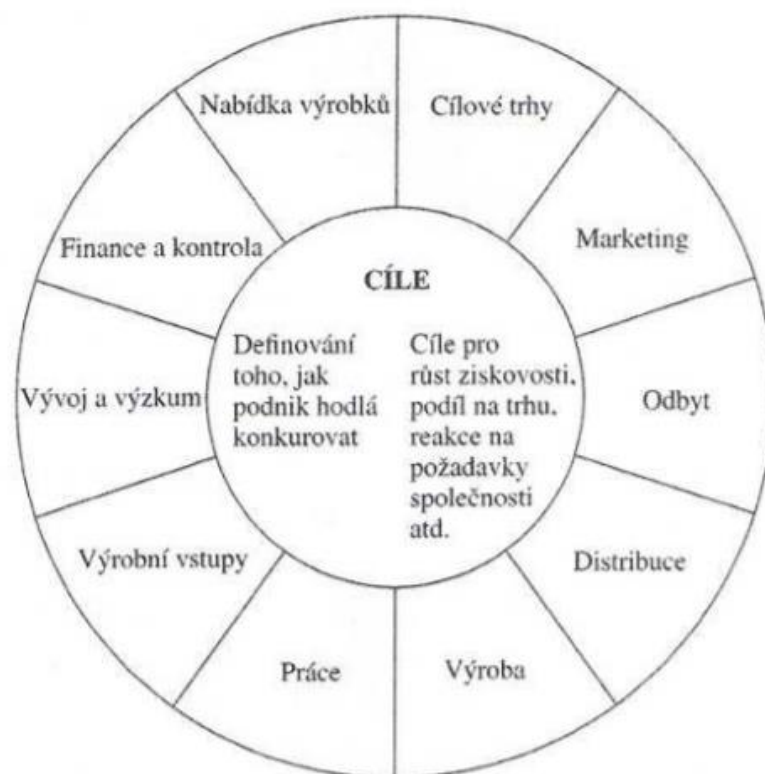 Nabídka výrobků
Cílové trhy
Marketing
Odbyt
Distribuce
Výroba
Práce
Výrobní vstupy
Vývoj a výzkum
Finance a kontrola
CÍLE
Definování
toho, jak
podnik hodlá
konkurovat
Cíle pro
růst ziskovosti,
podíl na trhu,
reakce na
požadavky
společnosti
atd.